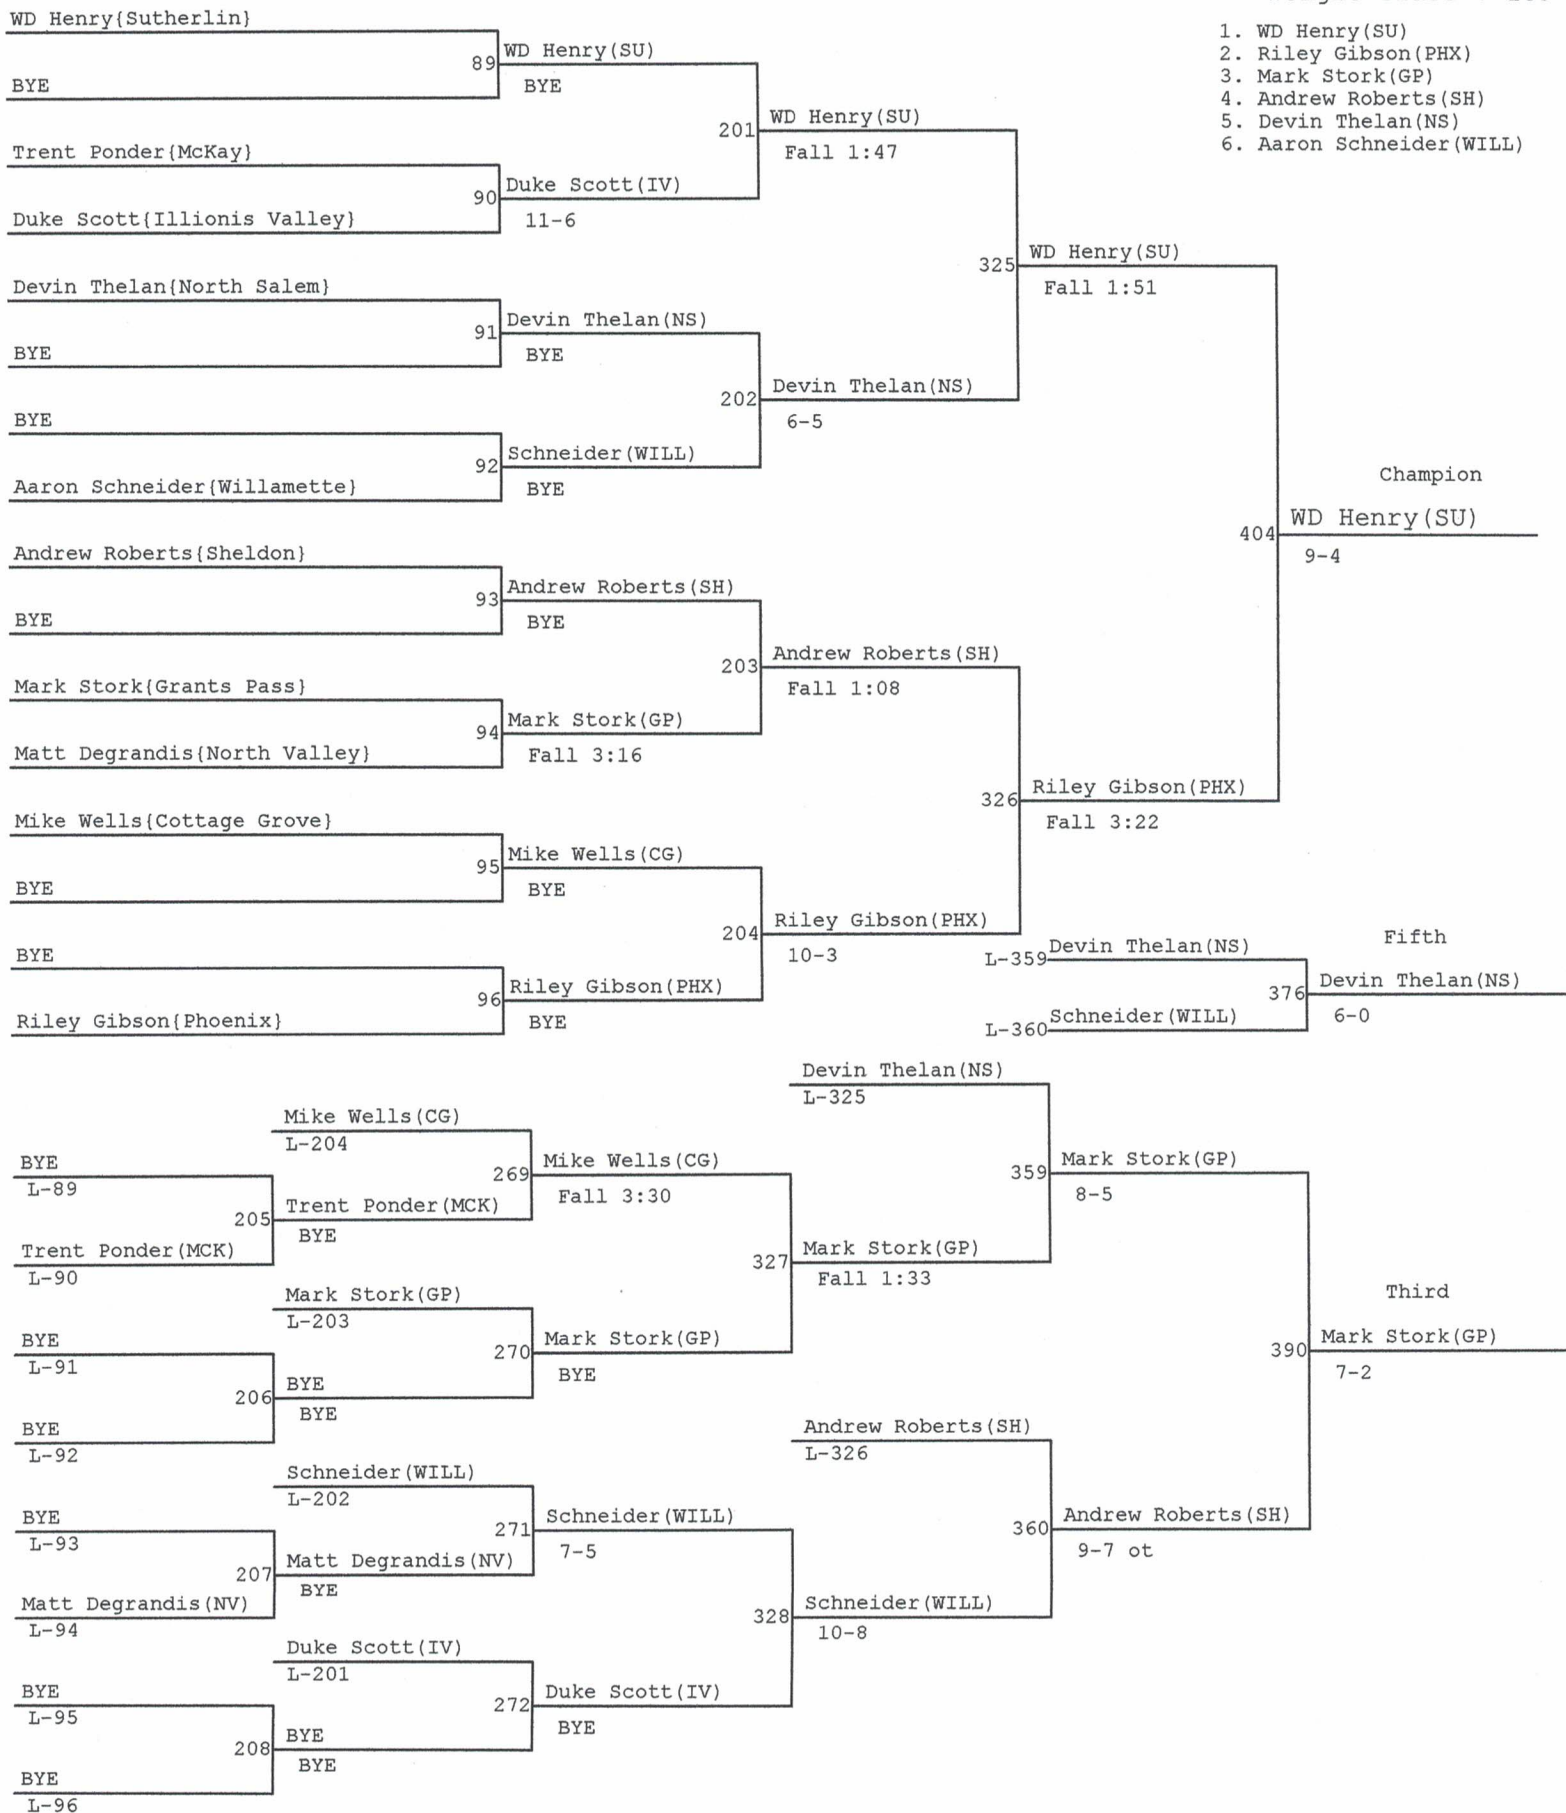 WD Henry{Sutherlin}
89
WD Henry(SU)
BYE
BYE
201
WD Henry(SU)
Fall 1:47
Trent Ponder{McKay}
90
Duke Scott(IV)
11-6
Duke Scott{Illionis Valley}
325
WD Henry(SU)
Fall 1:51
Devin Thelan{North Salem}
91
Devin Thelan(NS)
BYE
BYE
202
Devin Thelan(NS)
6-5
BYE
92
Schneider(WILL)
BYE
Aaron Schneider{Willamette}
1. WD Henry(SU)
2. Riley Gibson(PHX)
3. Mark Stork(GP)
4. Andrew Roberts(SH)
5. Devin Thelan(NS)
6. Aaron Schneider(WILL)
Champion
404
WD Henry(SU)
9-4
Andrew Roberts{Sheldon}
93
Andrew Roberts(SH)
BYE
BYE
203
Andrew Roberts(SH)
Fall 1:08
Mark Stork{Grants Pass}
94
Mark Stork(GP)
Fall 3:16
Matt Degrandis{North Valley}
326
Riley Gibson(PHX)
Fall 3:22
Mike Wells{Cottage Grove}
95
Mike Wells(CG)
BYE
BYE
204
Riley Gibson(PHX)
10-3
BYE
96
Riley Gibson(PHX)
BYE
Riley Gibson{Phoenix}
Fifth
L-359
Devin Thelan(NS)
376
Devin Thelan(NS)
6-0
L-360
Schneider(WILL)
Devin Thelan(NS)
L-325
Mike Wells(CG)
L-204
BYE
L-89
269
Mike Wells(CG)
Fall 3:30
359
Mark Stork(GP)
8-5
205
Trent Ponder(MCK)
BYE
Trent Ponder(MCK)
L-90
327
Mark Stork(GP)
Fall 1:33
Mark Stork(GP)
L-203
Third
BYE
L-91
270
Mark Stork(GP)
BYE
390
Mark Stork(GP)
7-2
206
BYE
BYE
BYE
L-92
Andrew Roberts(SH)
L-326
Schneider(WILL)
L-202
BYE
L-93
271
Schneider(WILL)
7-5
360
Andrew Roberts(SH)
9-7 ot
207
Matt Degrandis(NV)
BYE
Matt Degrandis(NV)
L-94
328
Schneider(WILL)
10-8
Duke Scott(IV)
L-201
BYE
L-95
272
Duke Scott(IV)
BYE
208
BYE
BYE
BYE
L-96